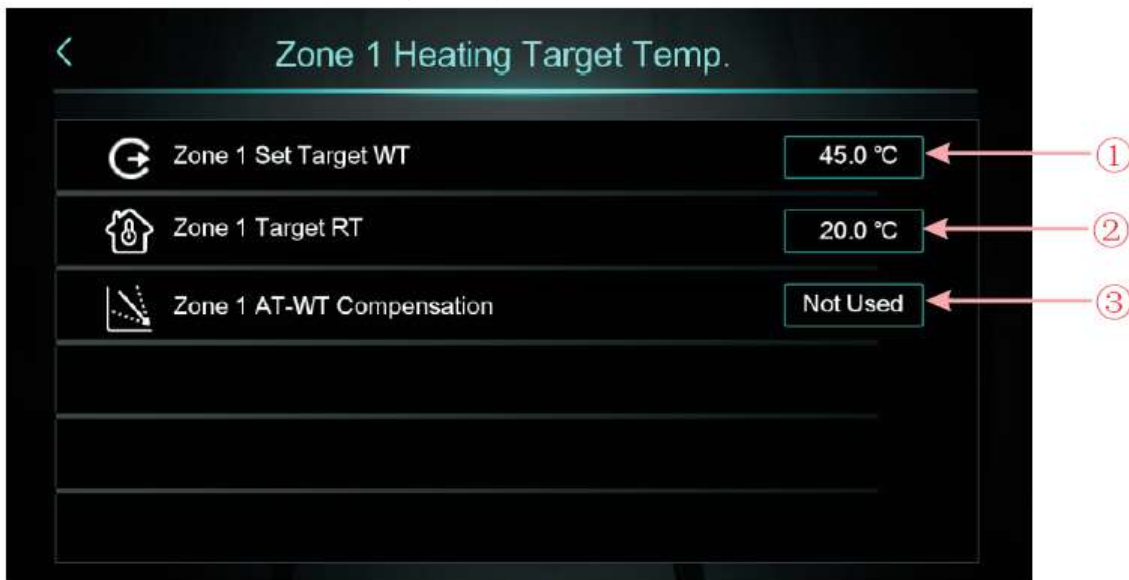 Zone 1 Heating Target Temp.
Zone 1 Set Target WT 45.0 ℃ ①
Zone 1 Target RT 20.0 ℃ ②
Zone 1 AT-WT Compensation Not Used ③